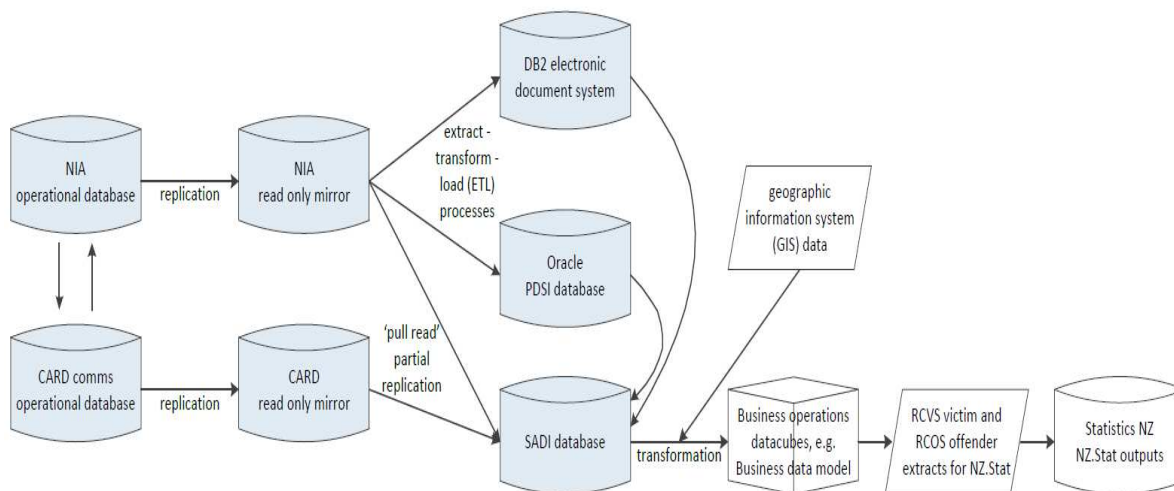 DB2 electronic
document system
NIA
operational database
replication
NIA
read only mirror
extract -
transform -
load (ETL)
processes
geographic
information system
(GIS) data
Oracle
PDSI database
CARD comms
operational database
replication
CARD
read only mirror
'pull read'
partial
replication
SADI database
transformation
Business operations
datacubes, e.g.
Business data model
RCVS victim and
RCOS offender
extracts for NZ.Stat
Statistics NZ
NZ.Stat outputs